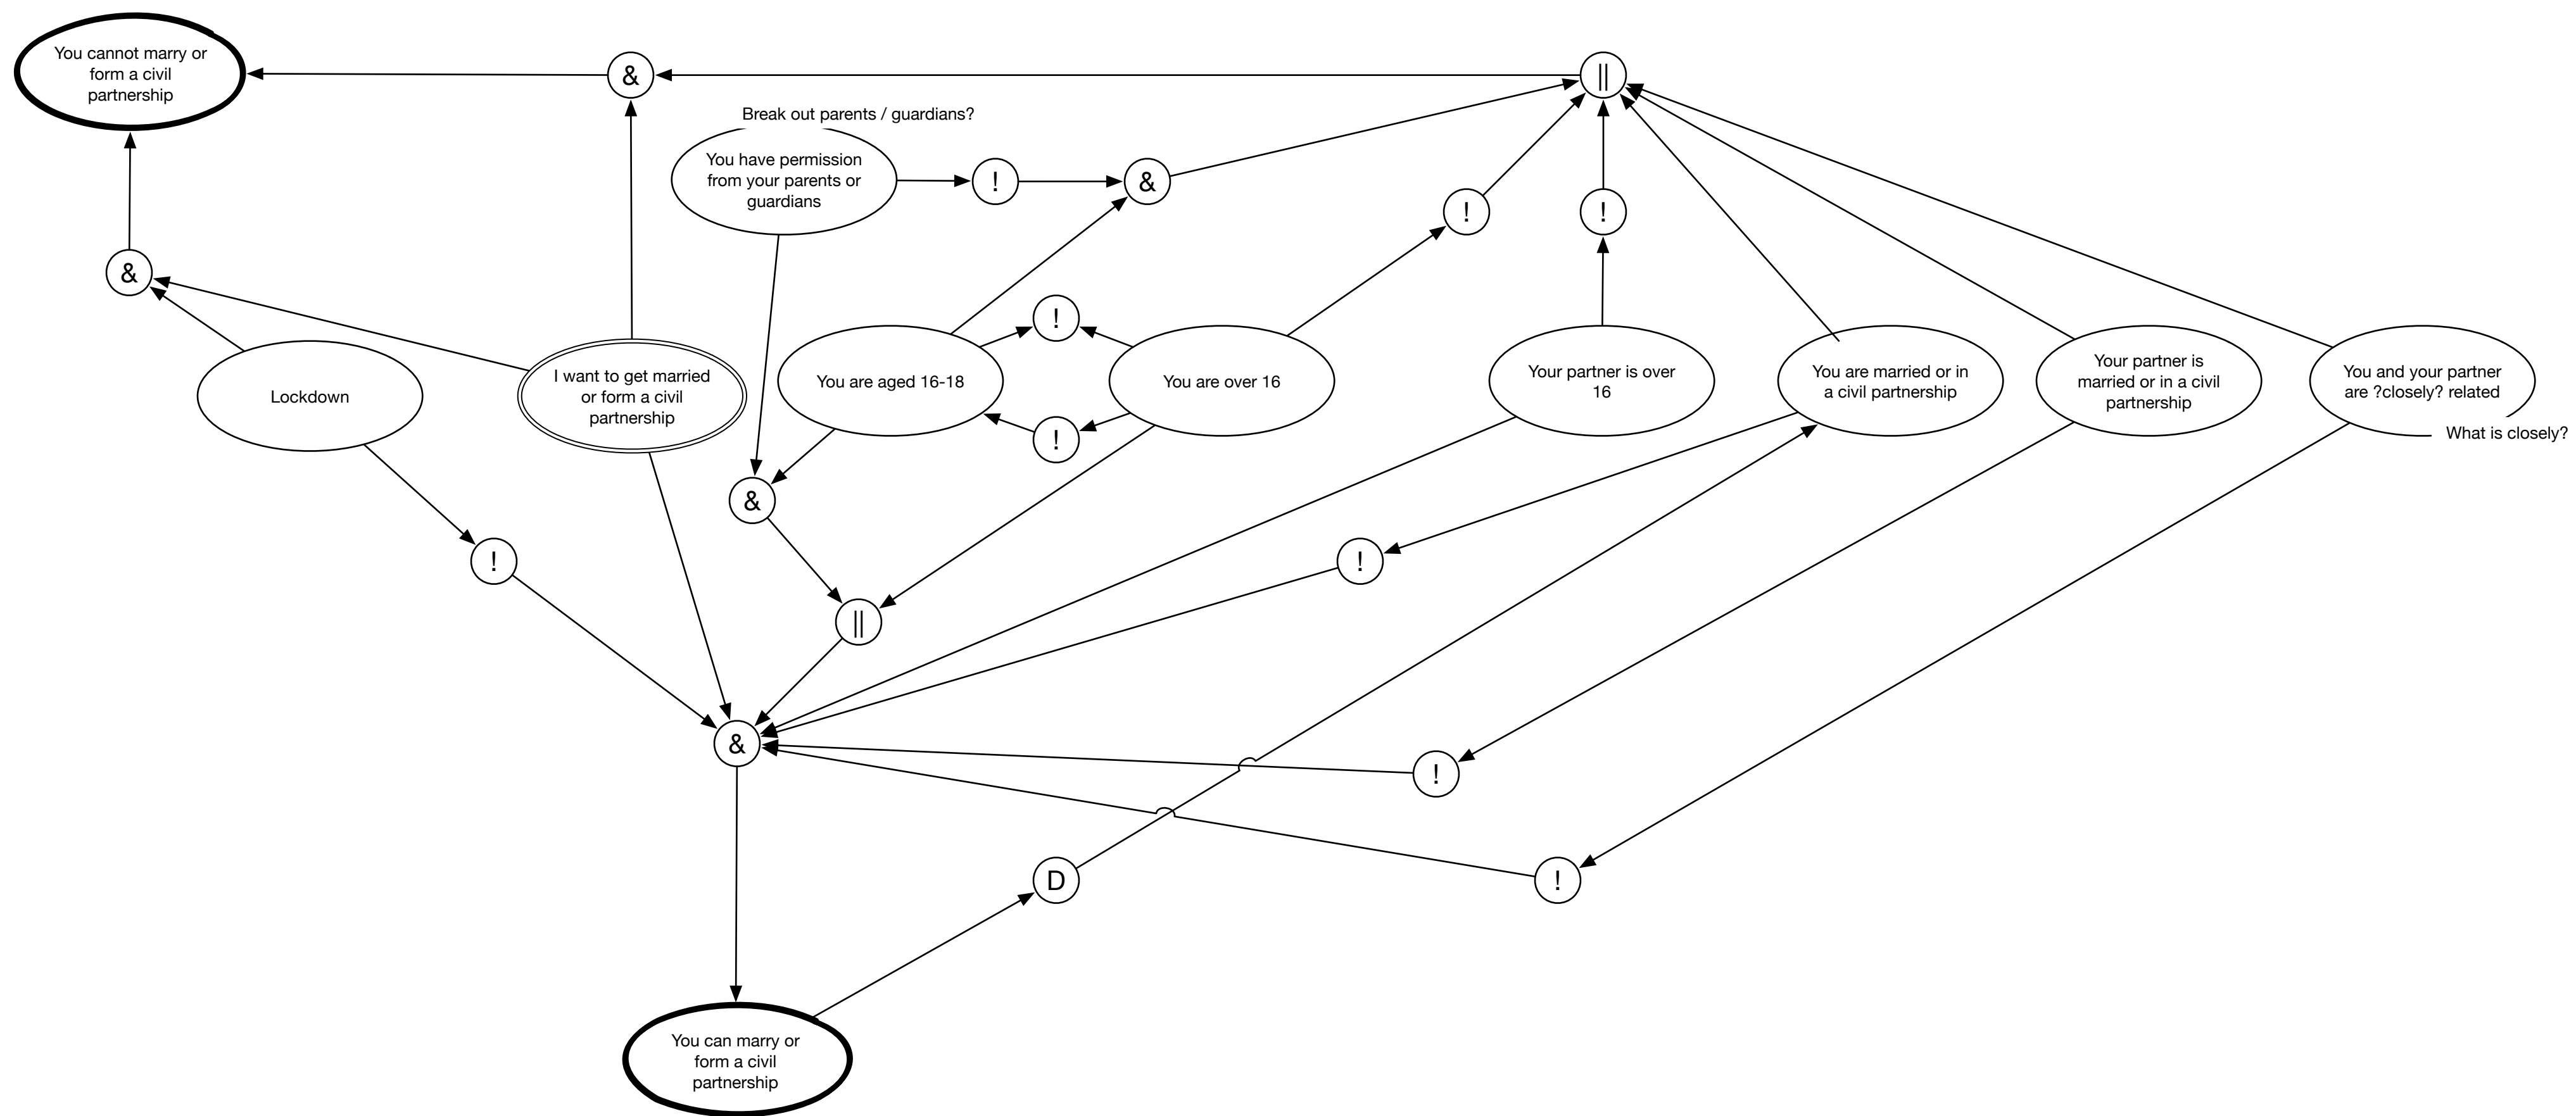 You cannot marry or
form a civil
partnership
&
||
Break out parents / guardians?
You have permission
from your parents or
guardians
!
&
!
!
&
!
Lockdown
I want to get married
or form a civil
partnership
You are aged 16-18
You are over 16
Your partner is over
16
You are married or in
a civil partnership
Your partner is
married or in a civil
partnership
You and your partner
are ?closely? related
What is closely?
!
&
!
!
||
&
!
D
!
You can marry or
form a civil
partnership